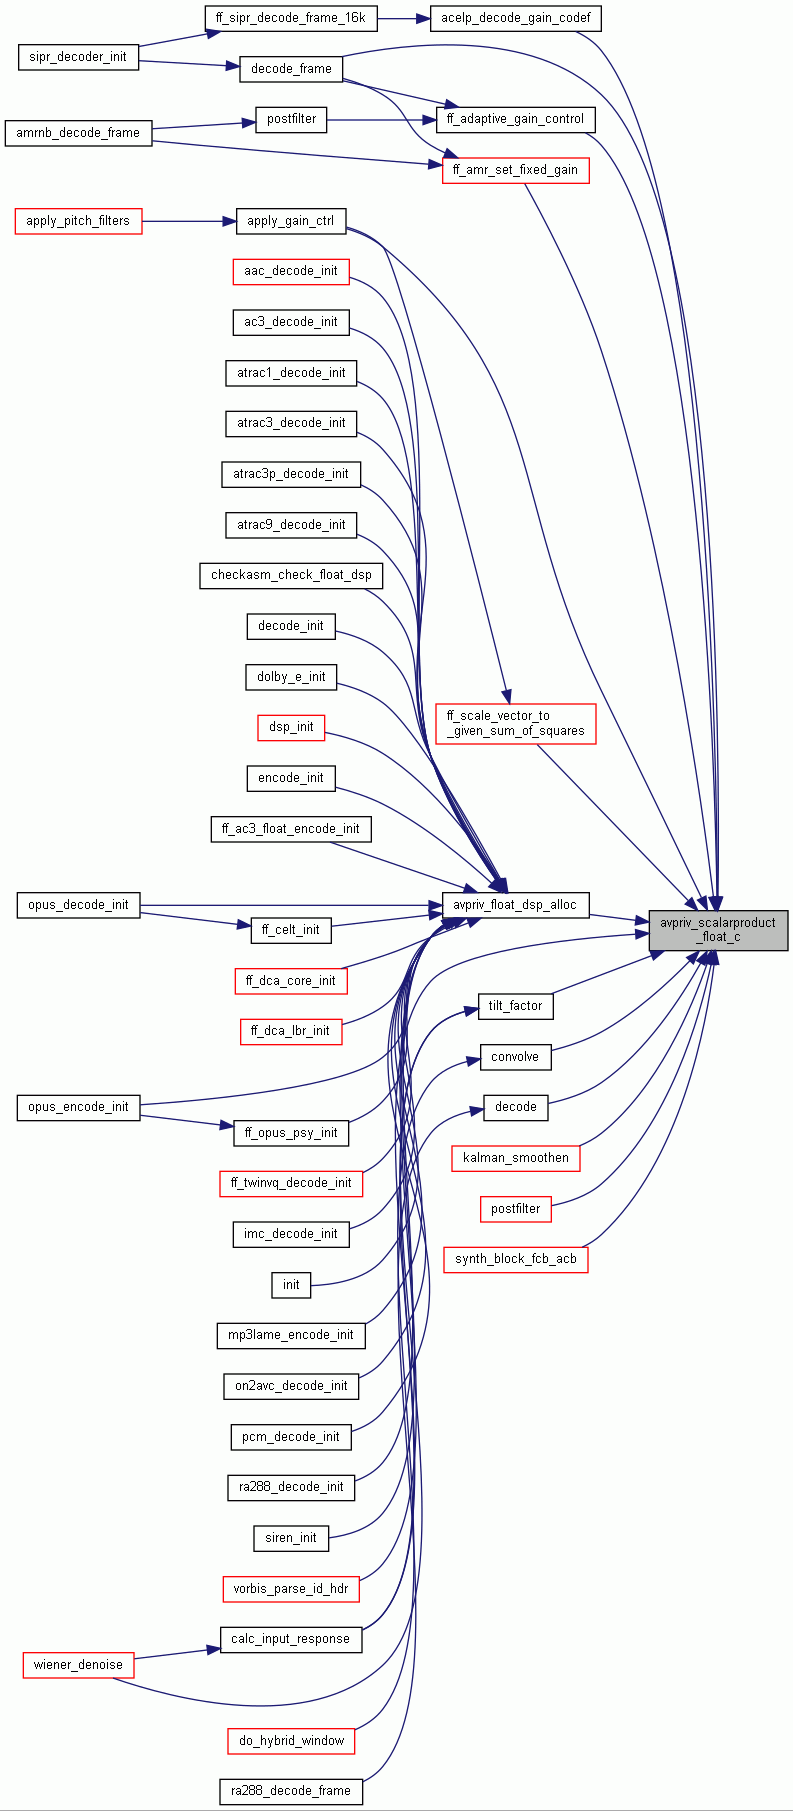 ff_sipr_decode_frame_16k
acelp_decode_gain_codef
sipr_decoder_init
decode_frame
postfilter
ff_adaptive_gain_control
amrnb_decode_frame
ff_amr_set_fixed_gain
apply_pitch_filters
apply_gain_ctrl
aac_decode_init
ac3_decode_init
atrac1_decode_init
atrac3_decode_init
atrac3p_decode_init
atrac9_decode_init
checkasm_check_float_dsp
decode_init
dolby_e_init
ff_scale_vector_to
_given_sum_of_squares
dsp_init
encode_init
ff_ac3_float_encode_init
opus_decode_init
avpriv_float_dsp_alloc
avpriv_scalarproduct
_float_c
ff_celt_init
ff_dca_core_init
tilt_factor
ff_dca_lbr_init
convolve
opus_encode_init
decode
ff_opus_psy_init
kalman_smoothen
ff_twinvq_decode_init
postfilter
imc_decode_init
synth_block_fcb_acb
init
mp3lame_encode_init
on2avc_decode_init
pcm_decode_init
ra288_decode_init
siren_init
vorbis_parse_id_hdr
calc_input_response
wiener_denoise
do_hybrid_window
ra288_decode_frame